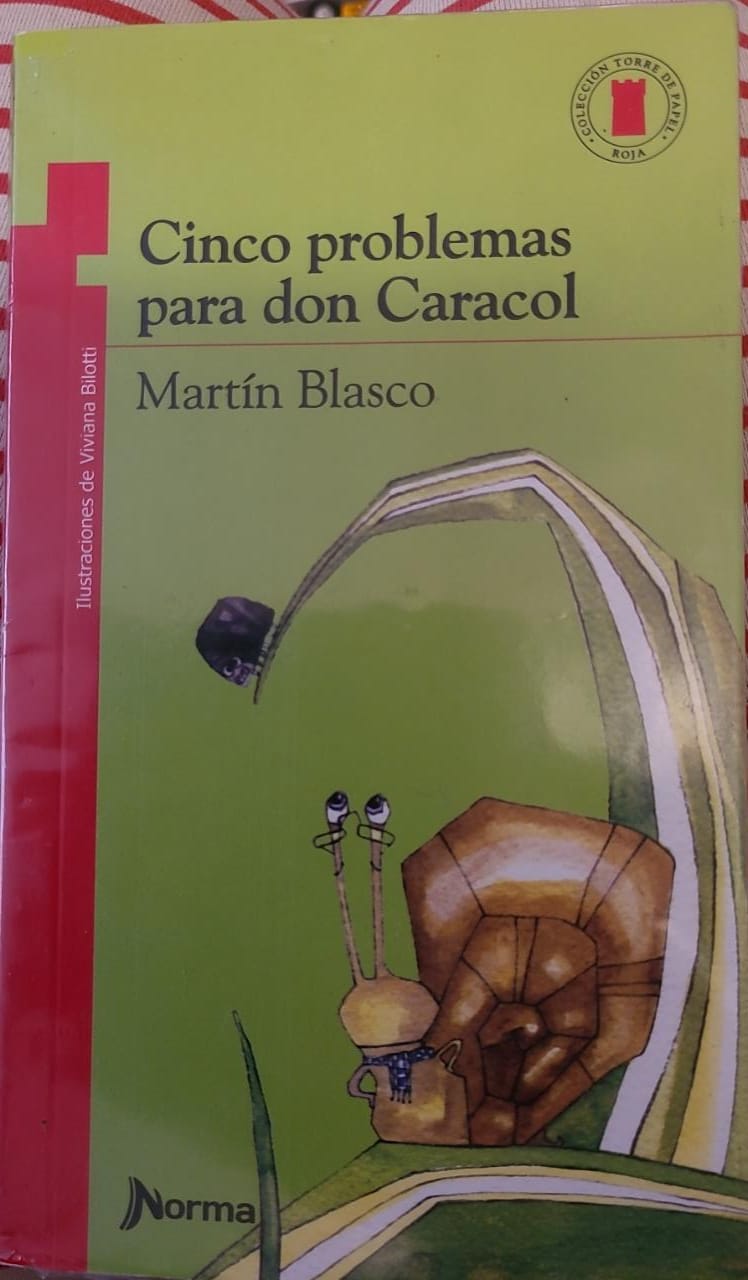 COLECCIÓN TORRE DE PAPEL
ROJA
Cinco problemas
para don Caracol
Martín Blasco
Ilustraciones de Viviana Bilotti
Norma